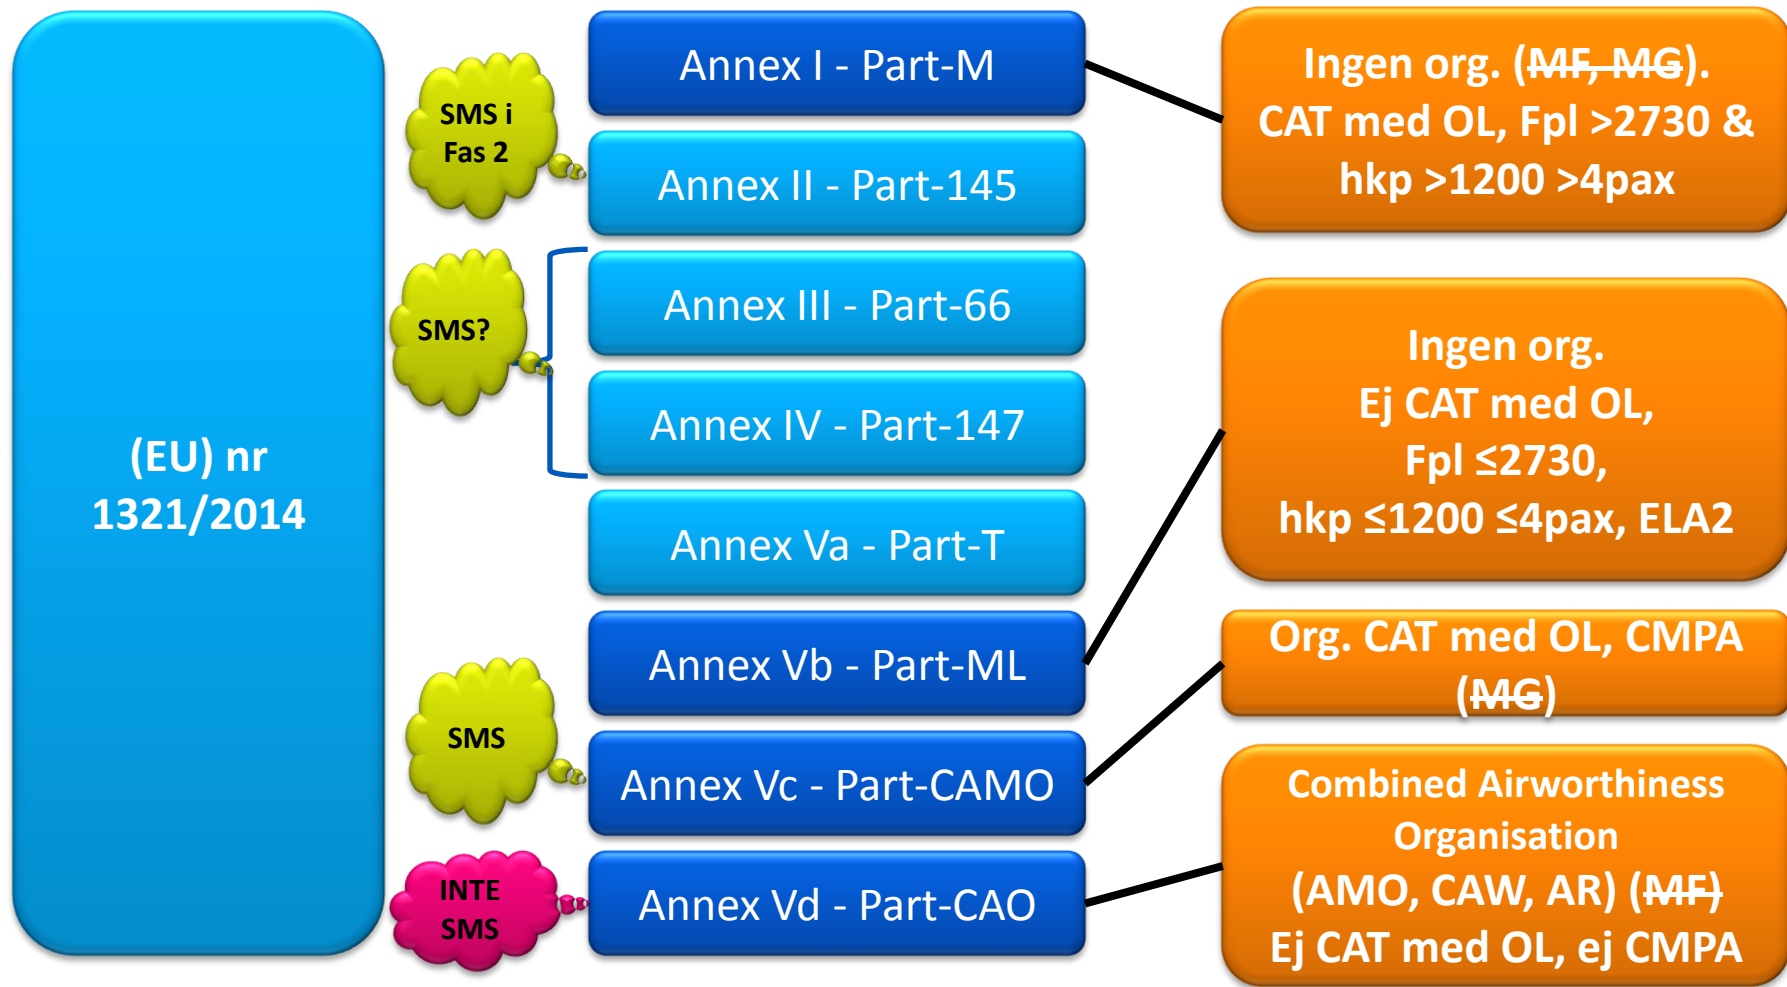 (EU) nr
1321/2014
SMS i
Fas 2
SMS?
SMS
INTE
SMS
Annex I - Part-M
Annex II - Part-145
Annex III - Part-66
Annex IV - Part-147
Annex Va - Part-T
Annex Vb - Part-ML
Annex Vc - Part-CAMO
Annex Vd - Part-CAO
Ingen org. (MF, MG).
CAT med OL, Fpl >2730 &
hkp >1200 >4pax
Ingen org.
Ej CAT med OL,
Fpl ≤2730,
hkp ≤1200 ≤4pax, ELA2
Org. CAT med OL, CMPA
(MG)
Combined Airworthiness
Organisation
(AMO, CAW, AR) (MF)
Ej CAT med OL, ej CMPA